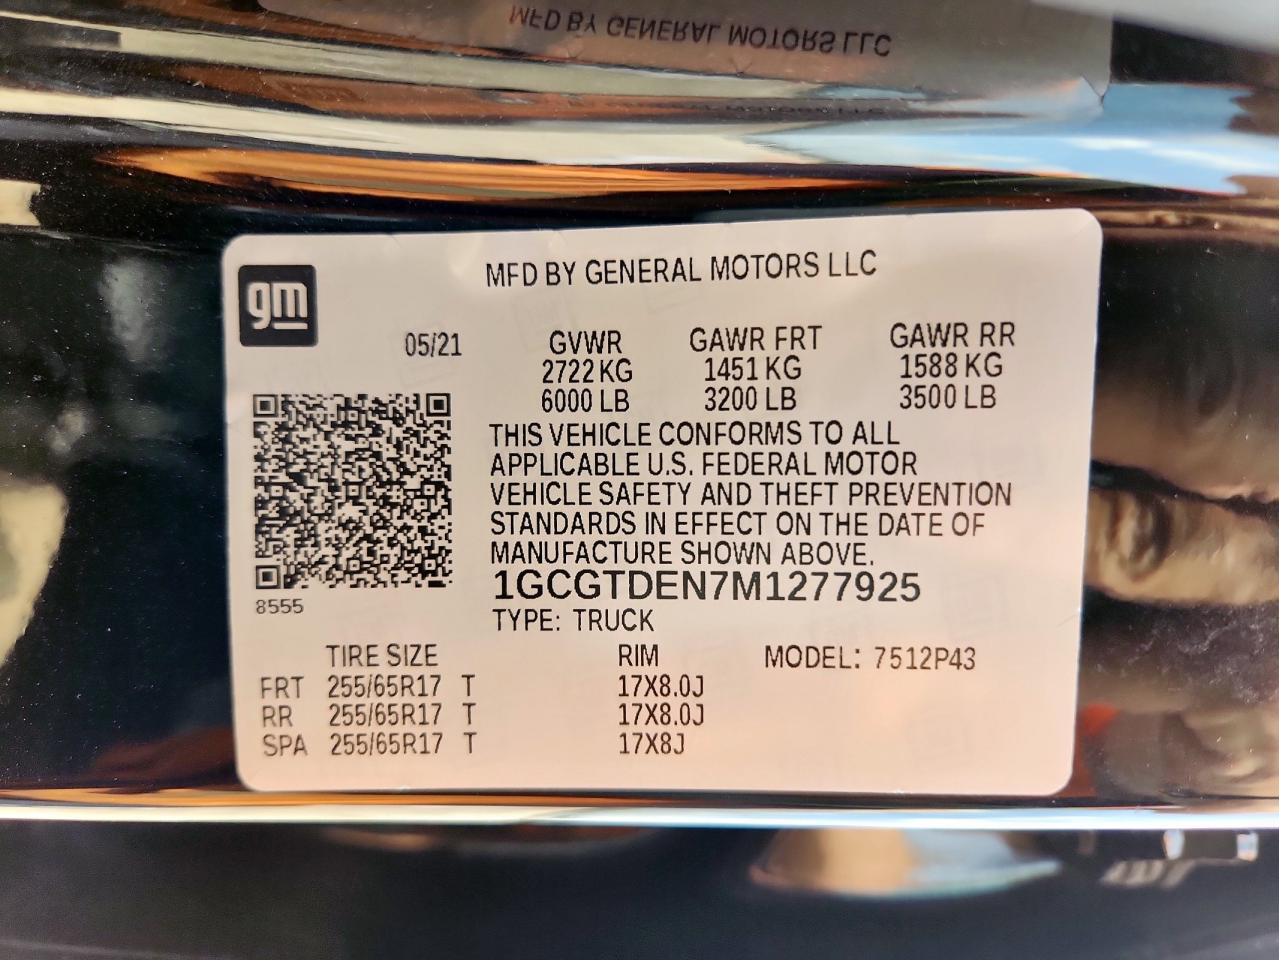 MFD BY GENERAL MOTORS LLC
gm
MFD BY GENERAL MOTORS LLC
05/21 GVWR GAWR FRT GAWR RR
2722 KG 1451 KG 1588 KG
6000 LB 3200 LB 3500 LB
THIS VEHICLE CONFORMS TO ALL
APPLICABLE U.S. FEDERAL MOTOR
VEHICLE SAFETY AND THEFT PREVENTION
STANDARDS IN EFFECT ON THE DATE OF
MANUFACTURE SHOWN ABOVE.
8555
1GCGTDEN7M1277925
TYPE: TRUCK
TIRE SIZE RIM MODEL: 7512P43
FRT 255/65R17 T 17X8.0J
RR 255/65R17 T 17X8.0J
SPA 255/65R17 T 17X8J